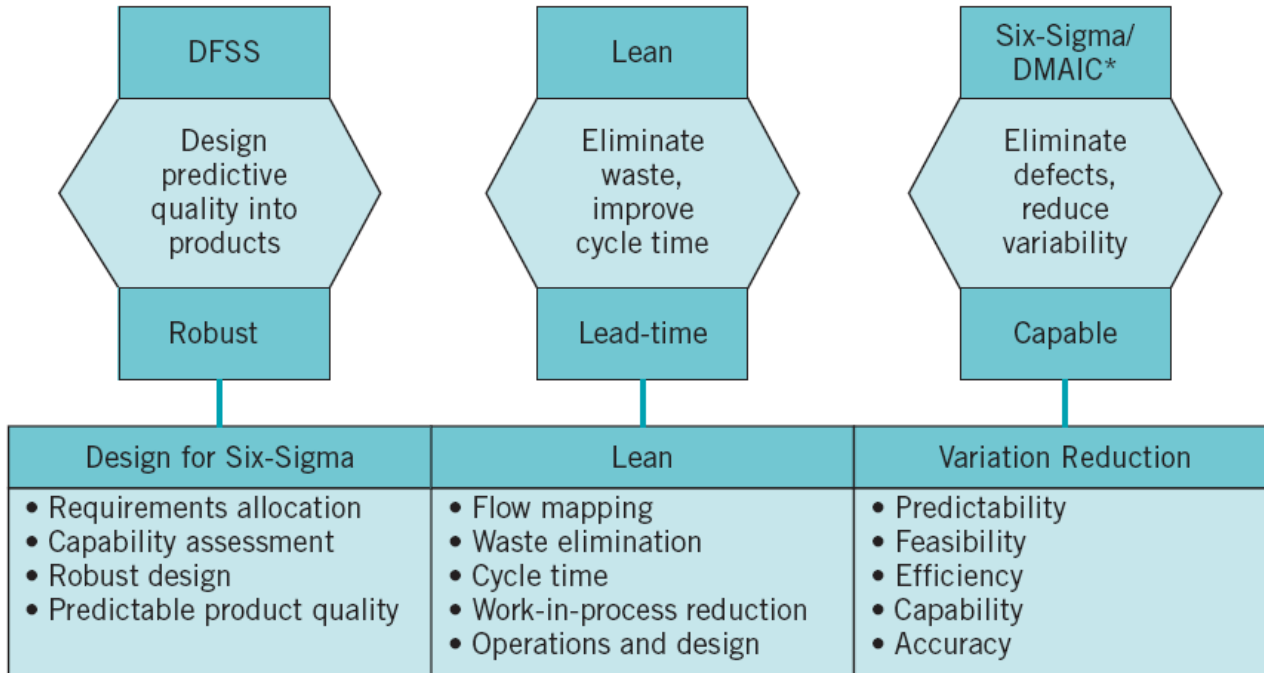 DFSS
Design
predictive
quality into
products
Robust
Lean
Eliminate
waste,
improve
cycle time
Lead-time
Six-Sigma/
DMAIC*
Eliminate
defects,
reduce
variability
Capable
Design for Six-Sigma
• Requirements allocation
• Capability assessment
• Robust design
• Predictable product quality
Lean
• Flow mapping
• Waste elimination
• Cycle time
• Work-in-process reduction
• Operations and design
Variation Reduction
• Predictability
• Feasibility
• Efficiency
• Capability
• Accuracy